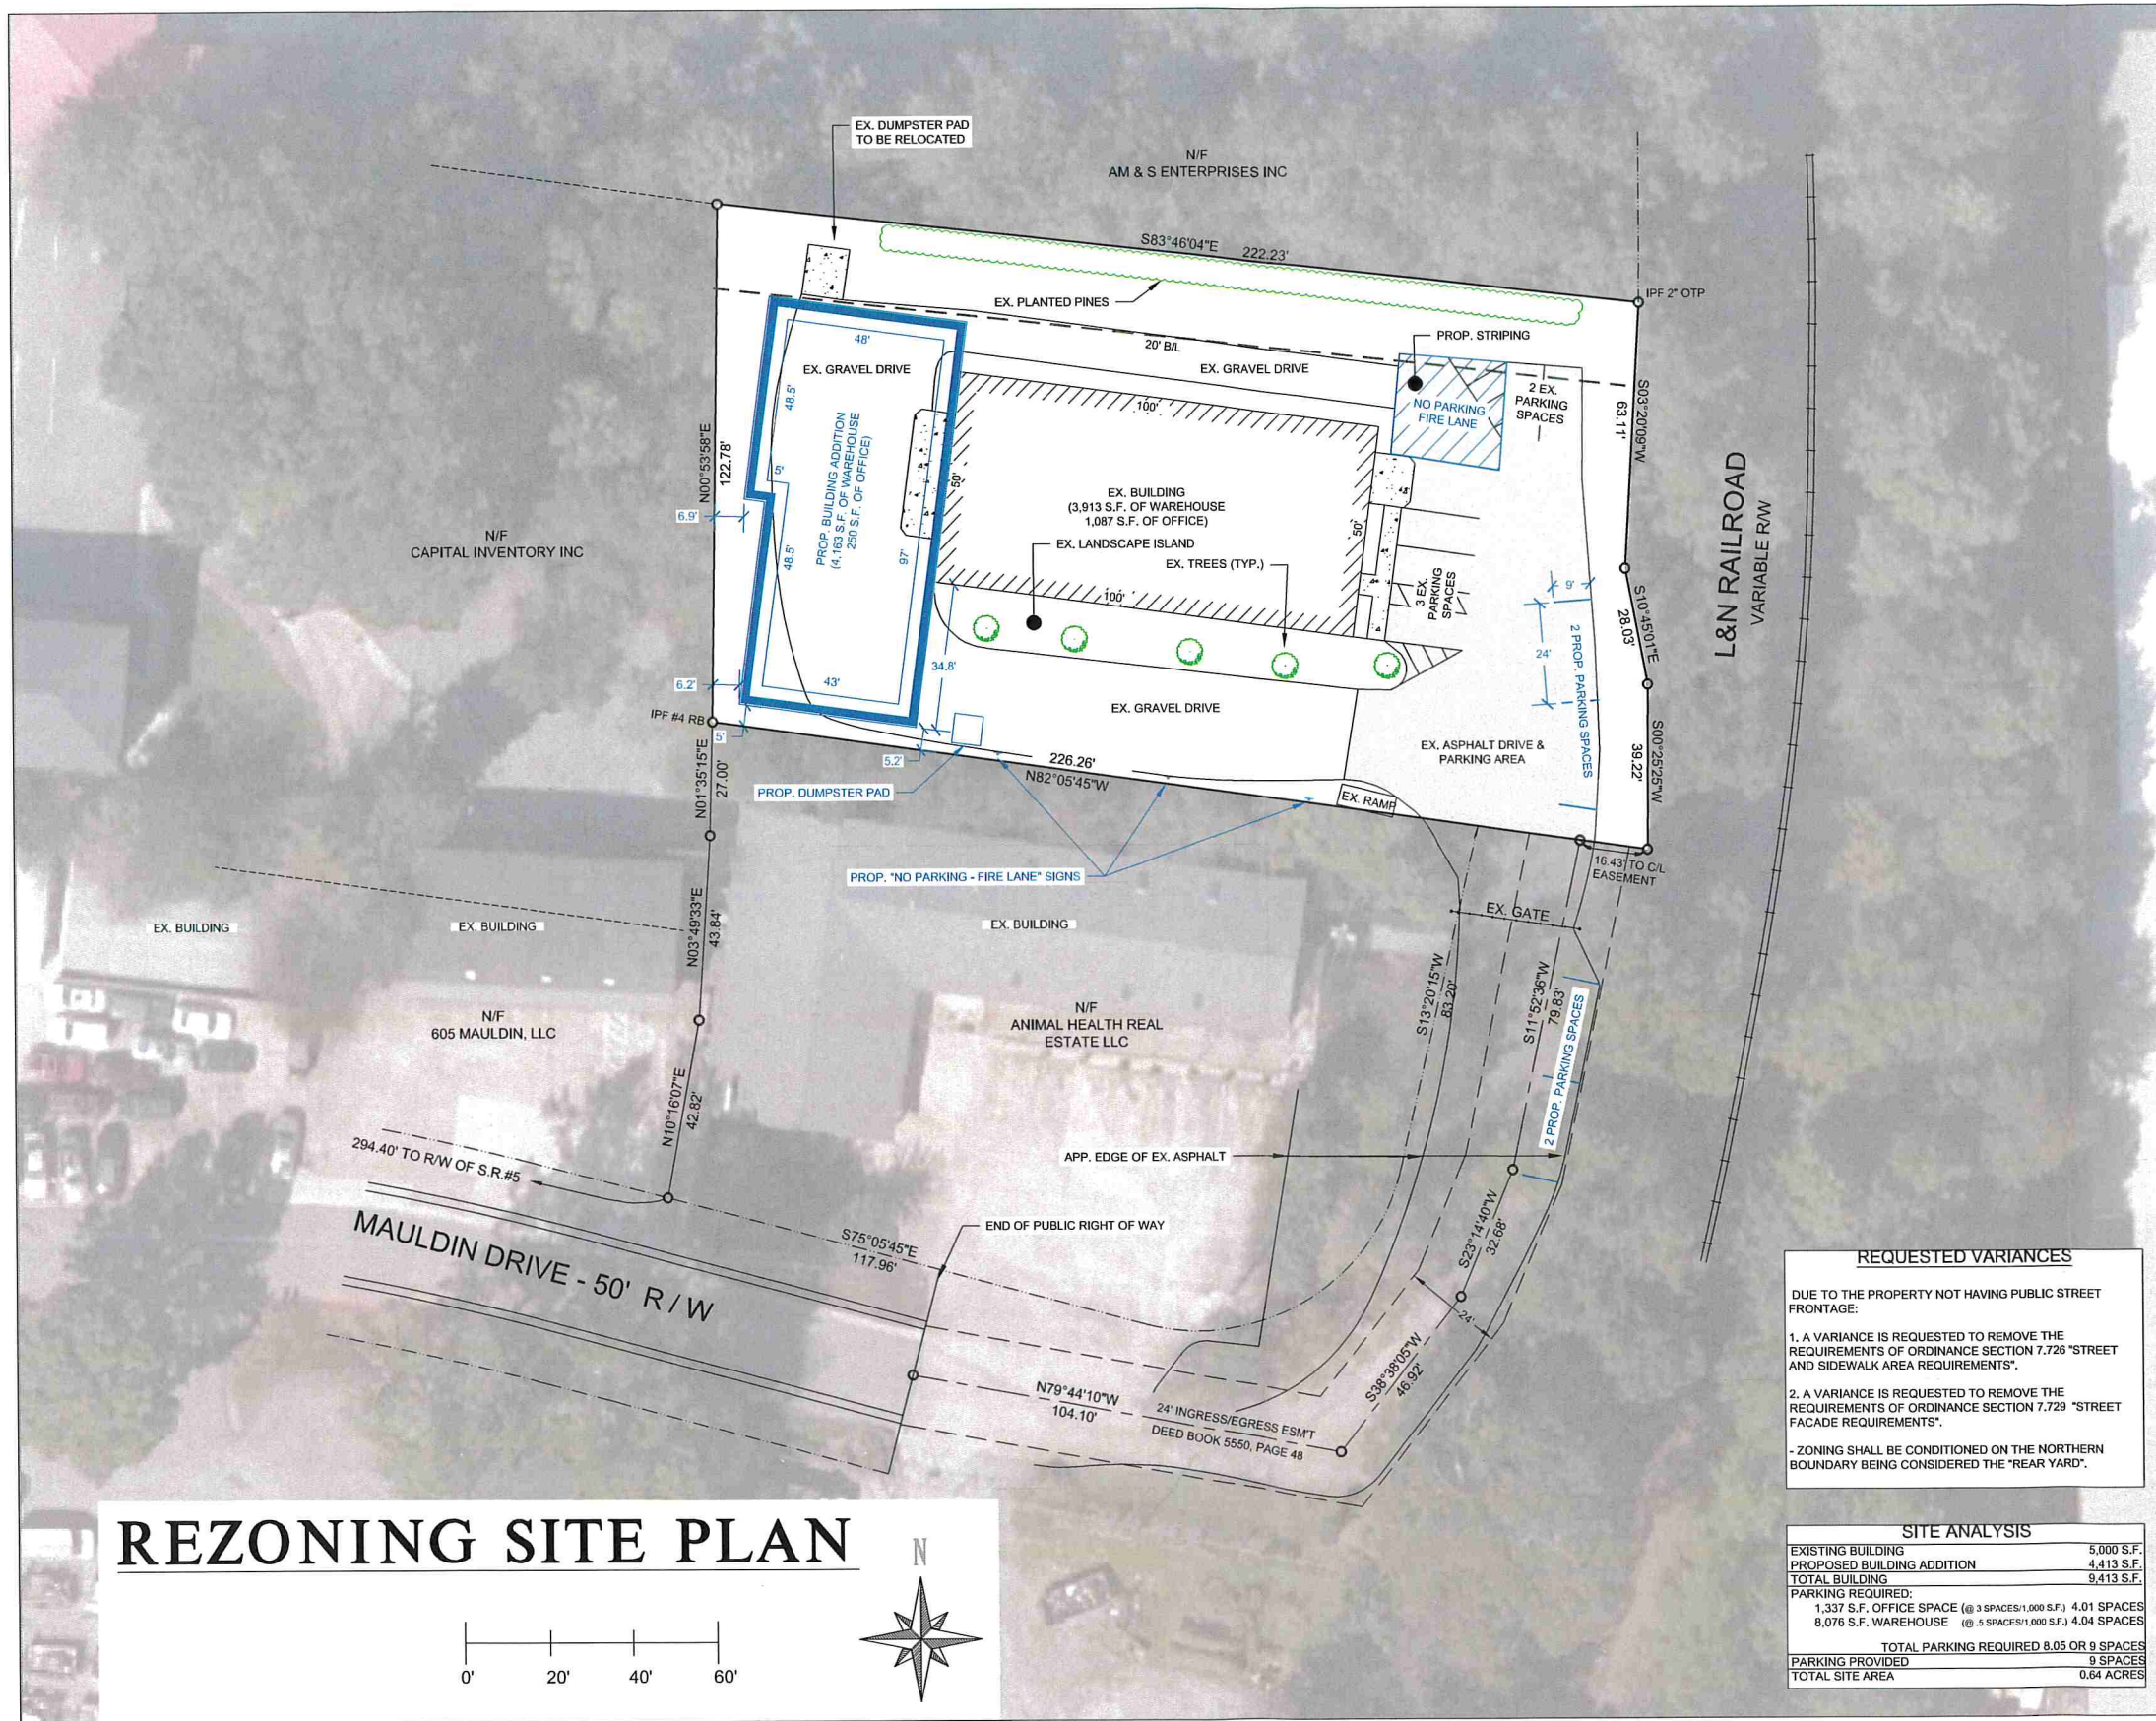 EX. DUMPSTER PAD
TO BE RELOCATED
N/F
AM & S ENTERPRISES INC
S83°46'04"E 222.23'
IPF 2" OTP
EX. PLANTED PINES
PROP. STRIPING
20' B/L
EX. GRAVEL DRIVE
48'
EX. GRAVEL DRIVE
NO PARKING
FIRE LANE
2 EX.
PARKING
SPACES
S03°20'09"W
63.11'
100'
48.5'
PROP. BUILDING ADDITION
(4,163 S.F. OF WAREHOUSE
250 S.F. OF OFFICE)
N00°53'58"E
122.78'
5'
50'
EX. BUILDING
(3,913 S.F. OF WAREHOUSE
1,087 S.F. OF OFFICE)
50'
L&N RAILROAD
VARIABLE R/W
6.9'
N/F
CAPITAL INVENTORY INC
48.5'
97'
EX. LANDSCAPE ISLAND
EX. TREES (TYP.)
3 EX.
PARKING
SPACES
9'
100'
S10°45'01"E
28.03'
24'
2 PROP. PARKING SPACES
34.8'
6.2'
43'
IPF #4 RB
5'
EX. GRAVEL DRIVE
EX. ASPHALT DRIVE &
PARKING AREA
S00°25'25"W
39.22'
5.2'
226.26'
N82°05'45"W
N01°35'15"E
27.00'
PROP. DUMPSTER PAD
EX. RAMP
16.43' TO C/L
EASEMENT
PROP. "NO PARKING - FIRE LANE" SIGNS
EX. GATE
EX. BUILDING
EX. BUILDING
EX. BUILDING
N03°49'33"E
43.84'
S13°20'15"W
83.20'
S11°52'36"W
79.83'
2 PROP. PARKING SPACES
N/F
605 MAULDIN, LLC
N/F
ANIMAL HEALTH REAL
ESTATE LLC
N10°16'07"E
42.82'
294.40' TO R/W OF S.R.#5
APP. EDGE OF EX. ASPHALT
END OF PUBLIC RIGHT OF WAY
S75°05'45"E
117.96'
MAULDIN DRIVE - 50' R / W
S23°14'40"W
32.68'
24'
S38°38'05"W
46.92'
N79°44'10"W
104.10'
24' INGRESS/EGRESS ESM'T
DEED BOOK 5550, PAGE 48
REQUESTED VARIANCES
DUE TO THE PROPERTY NOT HAVING PUBLIC STREET
FRONTAGE:
1. A VARIANCE IS REQUESTED TO REMOVE THE
REQUIREMENTS OF ORDINANCE SECTION 7.726 "STREET
AND SIDEWALK AREA REQUIREMENTS".
2. A VARIANCE IS REQUESTED TO REMOVE THE
REQUIREMENTS OF ORDINANCE SECTION 7.729 "STREET
FACADE REQUIREMENTS".
- ZONING SHALL BE CONDITIONED ON THE NORTHERN
BOUNDARY BEING CONSIDERED THE "REAR YARD".
SITE ANALYSIS
EXISTING BUILDING 5,000 S.F.
PROPOSED BUILDING ADDITION 4,413 S.F.
TOTAL BUILDING 9,413 S.F.
PARKING REQUIRED:
1,337 S.F. OFFICE SPACE (@ 3 SPACES/1,000 S.F.) 4.01 SPACES
8,076 S.F. WAREHOUSE (@ .5 SPACES/1,000 S.F.) 4.04 SPACES
TOTAL PARKING REQUIRED 8.05 OR 9 SPACES
PARKING PROVIDED 9 SPACES
TOTAL SITE AREA 0.64 ACRES
REZONING SITE PLAN
N
0' 20' 40' 60'